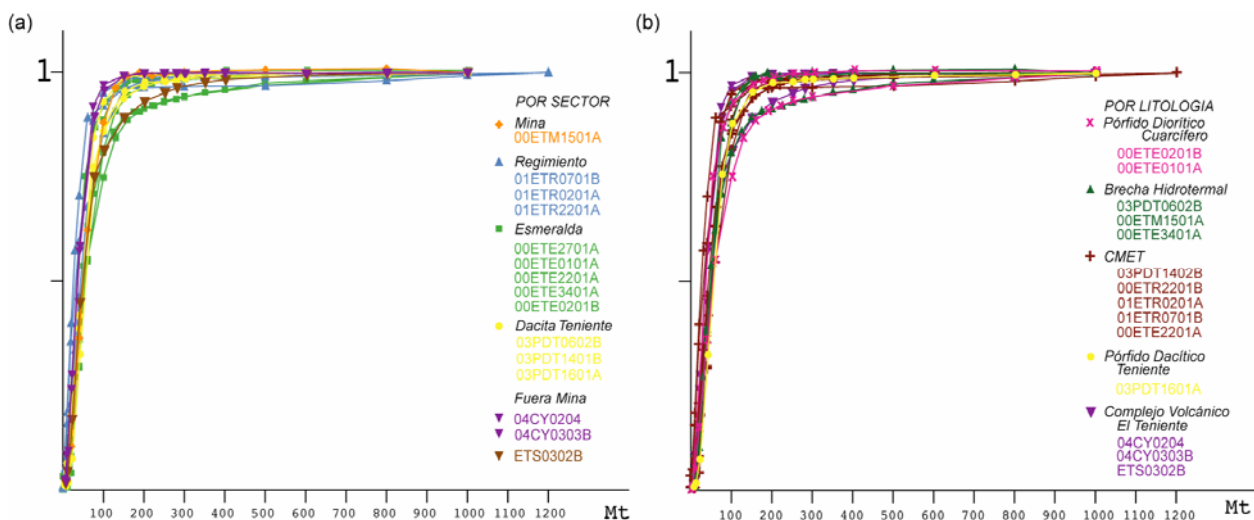 (a)
1
POR SECTOR
Mina
00ETM1501A
Regimiento
01ETR0701B
01ETR0201A
01ETR2201A
Esmeralda
00ETE2701A
00ETE0101A
00ETE2201A
00ETE3401A
00ETE0201B
Dacita Teniente
03PDT0602B
03PDT1401B
03PDT1601A
Fuera Mina
04CY0204
04CY0303B
ETS0302B
100 200 300 400 500 600 700 800 900 1000 1100 1200 Mt
(b)
1
POR LITOLOGIA
Pórfido Diorítico
Cuarcífero
00ETE0201B
00ETE0101A
Brecha Hidrotermal
03PDT0602B
00ETM1501A
00ETE3401A
CMET
03PDT1402B
00ETR2201B
01ETR0201A
01ETR0701B
00ETE2201A
Pórfido Dacítico
Teniente
03PDT1601A
Complejo Volcánico
El Teniente
04CY0204
04CY0303B
ETS0302B
100 200 300 400 500 600 700 800 900 1000 1100 1200 Mt